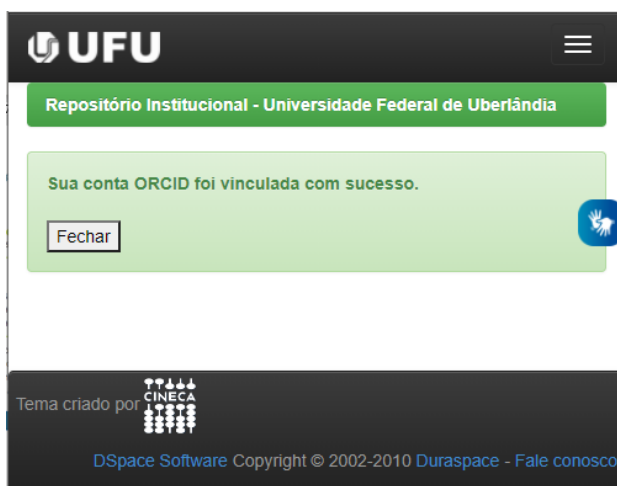 UFU
Repositório Institucional - Universidade Federal de Uberlândia
Sua conta ORCID foi vinculada com sucesso.
Fechar
Tema criado por CINECA
DSpace Software Copyright © 2002-2010 Duraspace - Fale conosco